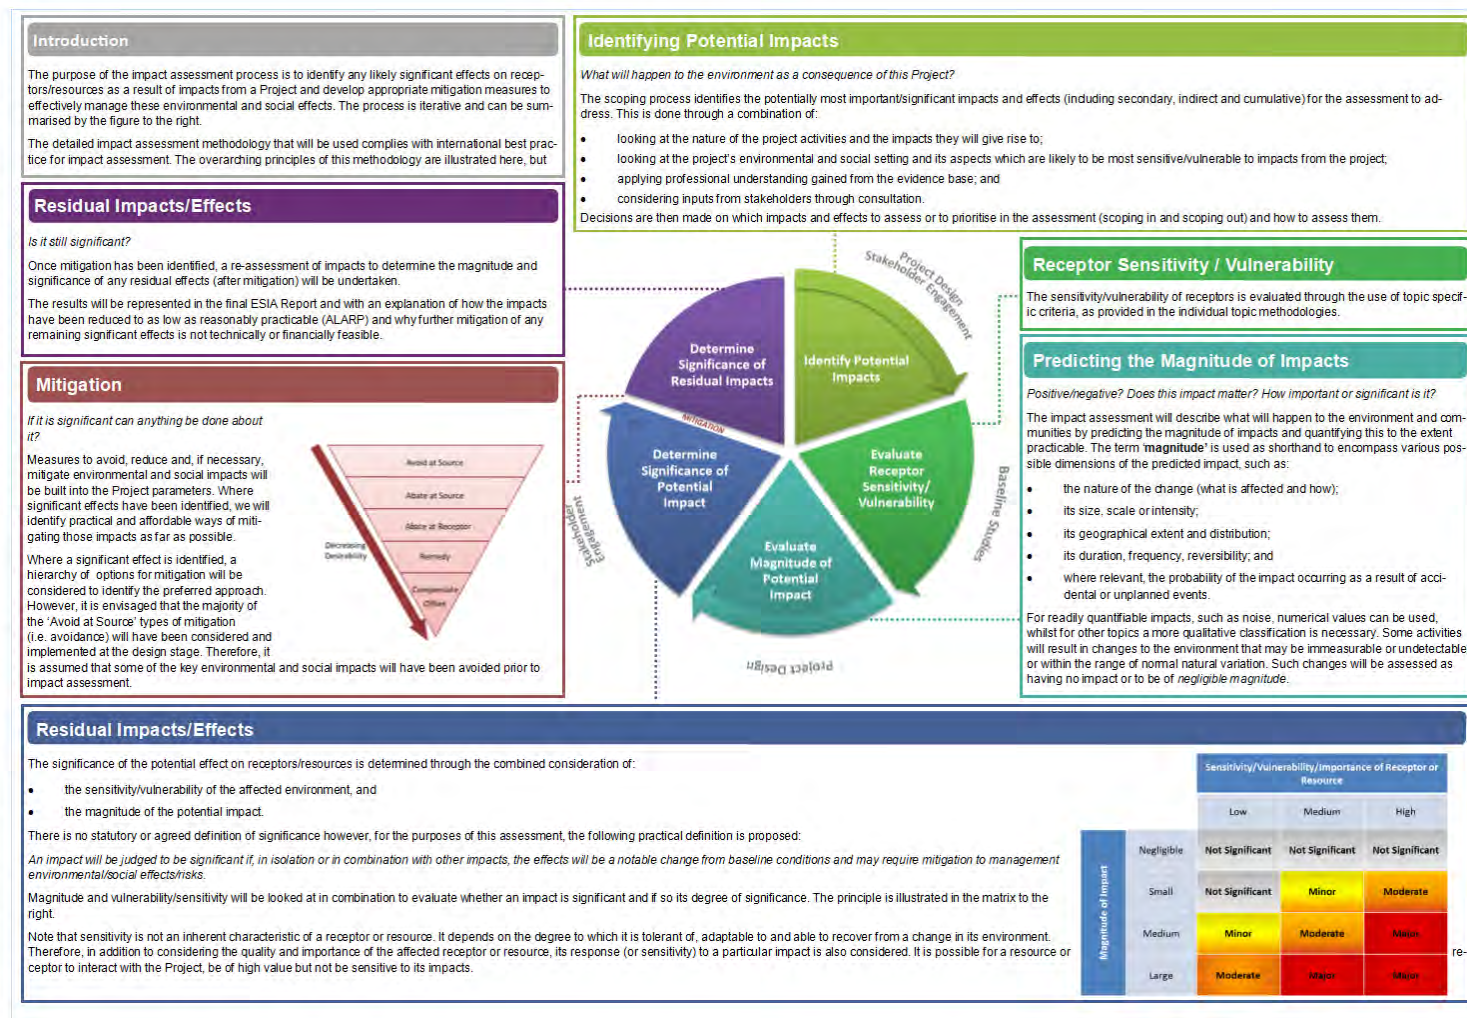 Introduction
The purpose of the impact assessment process is to identify any likely significant effects on recep-
tors/resources as a result of impacts from a Project and develop appropriate mitigation measures to
effectively manage these environmental and social effects. The process is iterative and can be sum-
marised by the figure to the right.
The detailed impact assessment methodology that will be used complies with international best prac-
tice for impact assessment. The overarching principles of this methodology are illustrated here, but
Identifying Potential Impacts
What will happen to the environment as a consequence of this Project?
The scoping process identifies the potentially most important/significant impacts and effects (including secondary, indirect and cumulative) for the assessment to ad-
dress. This is done through a combination of:
• looking at the nature of the project activities and the impacts they will give rise to;
• looking at the project's environmental and social setting and its aspects which are likely to be most sensitive/vulnerable to impacts from the project;
• applying professional understanding gained from the evidence base; and
• considering inputs from stakeholders through consultation.
Decisions are then made on which impacts and effects to assess or to prioritise in the assessment (scoping in and scoping out) and how to assess them.
Residual Impacts/Effects
Is it still significant?
Once mitigation has been identified, a re-assessment of impacts to determine the magnitude and
significance of any residual effects (after mitigation) will be undertaken.
The results will be represented in the final ESIA Report and with an explanation of how the impacts
have been reduced to as low as reasonably practicable (ALARP) and why further mitigation of any
remaining significant effects is not technically or financially feasible.
Mitigation
If it is significant can anything be done about
it?
Measures to avoid, reduce and, if necessary,
mitigate environmental and social impacts will
be built into the Project parameters. Where
significant effects have been identified, we will
identify practical and affordable ways of miti-
gating those impacts as far as possible.
Where a significant effect is identified, a
hierarchy of options for mitigation will be
considered to identify the preferred approach.
However, it is envisaged that the majority of
the 'Avoid at Source' types of mitigation
(i.e. avoidance) will have been considered and
implemented at the design stage. Therefore, it
is assumed that some of the key environmental and social impacts will have been avoided prior to
impact assessment.
Avoid at Source
Abate at Source
Abate at Receptor
Remedy
Compensate
Offset
Decreasing
Desirability
Project Design
Stakeholder Engagement
Identify Potential
Impacts
Evaluate
Receptor
Sensitivity/
Vulnerability
Baseline Studies
Evaluate
Magnitude of
Potential
Impact
Project Design
Determine
Significance of
Potential
Impact
Stakeholder
Engagement
MITIGATION
Determine
Significance of
Residual Impacts
Receptor Sensitivity / Vulnerability
The sensitivity/vulnerability of receptors is evaluated through the use of topic specif-
ic criteria, as provided in the individual topic methodologies.
Predicting the Magnitude of Impacts
Positive/negative? Does this impact matter? How important or significant is it?
The impact assessment will describe what will happen to the environment and com-
munities by predicting the magnitude of impacts and quantifying this to the extent
practicable. The term 'magnitude' is used as shorthand to encompass various pos-
sible dimensions of the predicted impact, such as:
• the nature of the change (what is affected and how);
• its size, scale or intensity;
• its geographical extent and distribution;
• its duration, frequency, reversibility; and
• where relevant, the probability of the impact occurring as a result of acci-
dental or unplanned events.
For readily quantifiable impacts, such as noise, numerical values can be used,
whilst for other topics a more qualitative classification is necessary. Some activities
will result in changes to the environment that may be immeasurable or undetectable
or within the range of normal natural variation. Such changes will be assessed as
having no impact or to be of negligible magnitude.
Residual Impacts/Effects
The significance of the potential effect on receptors/resources is determined through the combined consideration of:
• the sensitivity/vulnerability of the affected environment, and
• the magnitude of the potential impact.
There is no statutory or agreed definition of significance however, for the purposes of this assessment, the following practical definition is proposed:
An impact will be judged to be significant if, in isolation or in combination with other impacts, the effects will be a notable change from baseline conditions and may require mitigation to management
environmental/social effects/risks.
Magnitude and vulnerability/sensitivity will be looked at in combination to evaluate whether an impact is significant and if so its degree of significance. The principle is illustrated in the matrix to the
right.
Note that sensitivity is not an inherent characteristic of a receptor or resource. It depends on the degree to which it is tolerant of, adaptable to and able to recover from a change in its environment.
Therefore, in addition to considering the quality and importance of the affected receptor or resource, its response (or sensitivity) to a particular impact is also considered. It is possible for a resource or re-
ceptor to interact with the Project, be of high value but not be sensitive to its impacts.
Sensitivity/Vulnerability/Importance of Receptor or
Resource
Low Medium High
Magnitude of Impact
Negligible Not Significant Not Significant Not Significant
Small Not Significant Minor Moderate
Medium Minor Moderate Major
Large Moderate Major Major